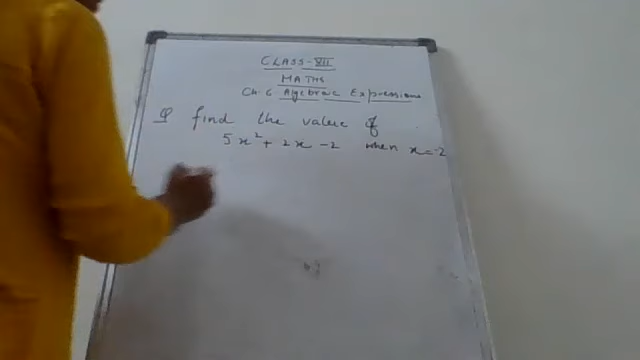 CLASS-VII
MATHS
Ch 6 Algebraic Expressions
Q find the value of
5x² + 2x - 2 when x = -2